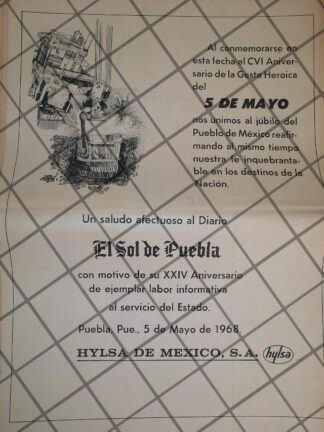 Al conmemorarse en
esta fecha el CVI Aniver-
sario de la Gesta Heroica
del
5 DE MAYO
nos unimos al júbilo del
Pueblo de México reafir-
mando al mismo tiempo
nuestra fe inquebranta-
ble en los destinos de la
Nación.
Un saludo afectuoso al Diario
El Sol de Puebla
con motivo de su XXIV Aniversario
de ejemplar labor informativa
al servicio del Estado.
Puebla, Pue., 5 de Mayo de 1968.
HYLSA DE MEXICO, S.A. hylsa